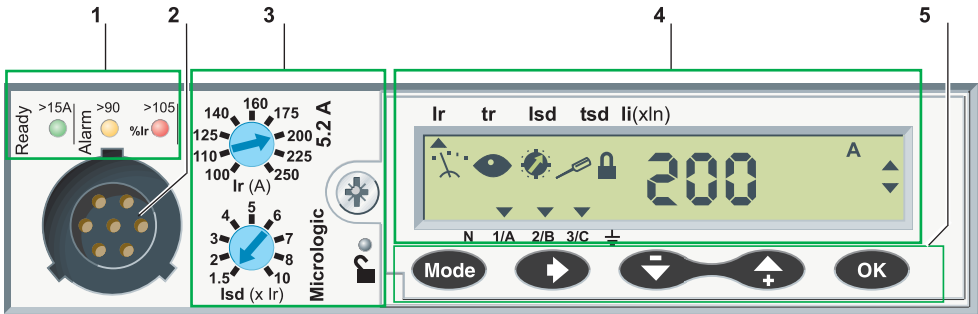 1
2
3
4
5
Ready
>15A
Alarm
>90
>105
%Ir
100
110
125
140
160
175
200
225
250
Ir (A)
5.2 A
1.5
2
3
4
5
6
7
8
10
Isd (x Ir)
Micrologic
Ir tr Isd tsd Ii(xIn)
200 A
N 1/A 2/B 3/C
Mode
-
+
OK